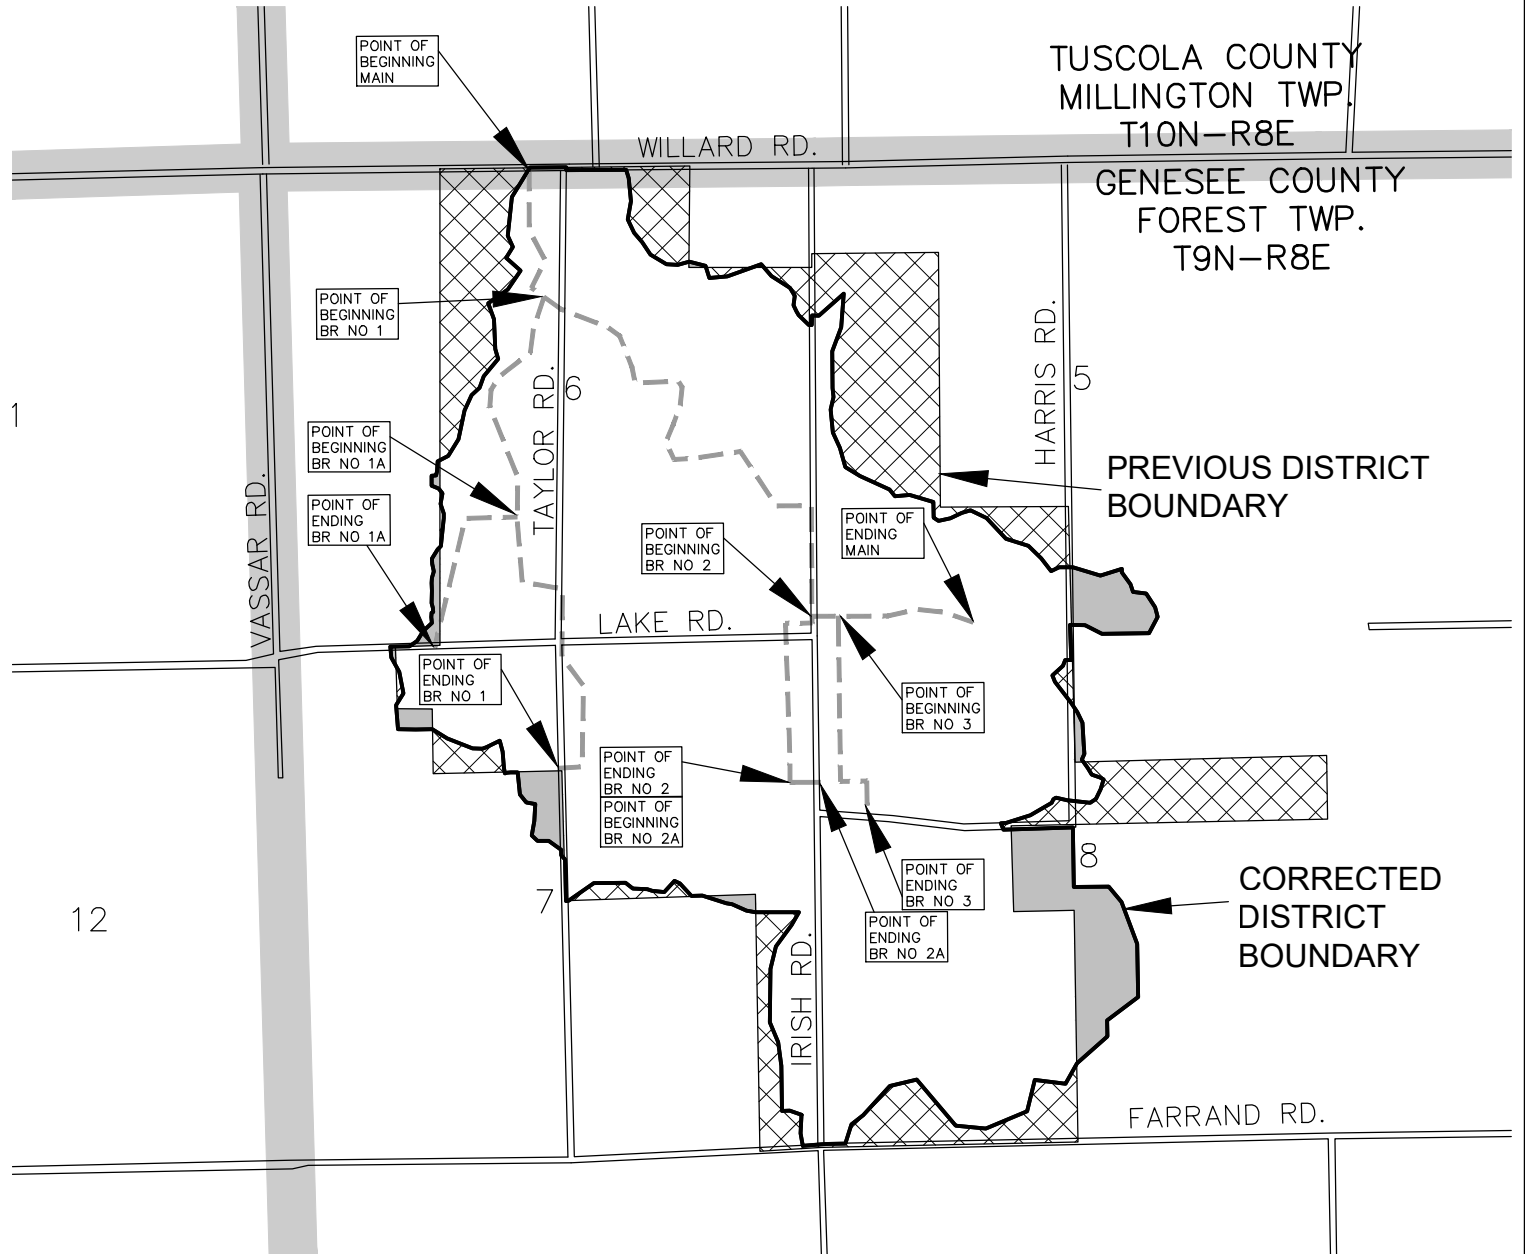 POINT OF
BEGINNING
MAIN
TUSCOLA COUNTY
MILLINGTON TWP.
T10N-R8E
WILLARD RD.
GENESEE COUNTY
FOREST TWP.
T9N-R8E
POINT OF
BEGINNING
BR NO 1
HARRIS RD.
5
6
1
TAYLOR RD.
POINT OF
BEGINNING
BR NO 1A
PREVIOUS DISTRICT
BOUNDARY
VASSAR RD.
POINT OF
ENDING
BR NO 1A
POINT OF
BEGINNING
BR NO 2
POINT OF
ENDING
MAIN
LAKE RD.
POINT OF
ENDING
BR NO 1
POINT OF
BEGINNING
BR NO 3
POINT OF
ENDING
BR NO 2
POINT OF
BEGINNING
BR NO 2A
8
POINT OF
ENDING
BR NO 3
CORRECTED
DISTRICT
BOUNDARY
7
12
POINT OF
ENDING
BR NO 2A
IRISH RD.
FARRAND RD.